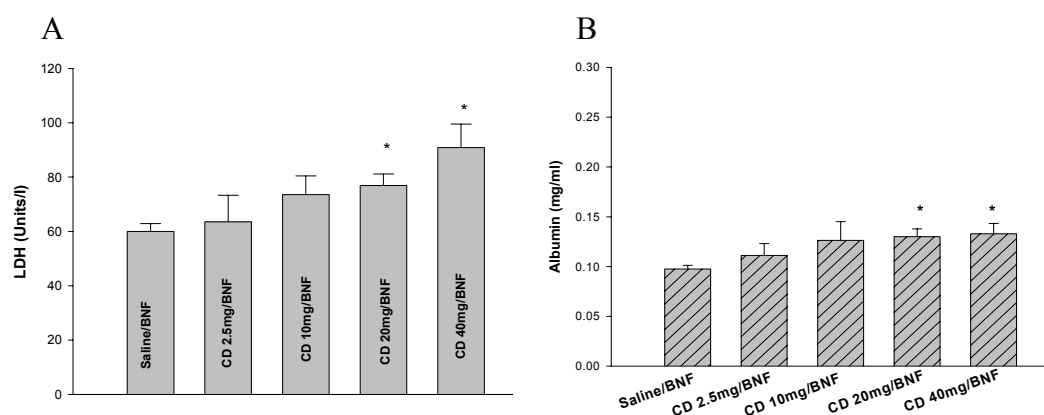 A
LDH (Units/l)
120
100
80
60
40
20
0
*
*
Saline/BNF
CD 2.5mg/BNF
CD 10mg/BNF
CD 20mg/BNF
CD 40mg/BNF
B
Albumin (mg/ml)
0.30
0.25
0.20
0.15
0.10
0.05
0.00
*
*
Saline/BNF
CD 2.5mg/BNF
CD 10mg/BNF
CD 20mg/BNF
CD 40mg/BNF